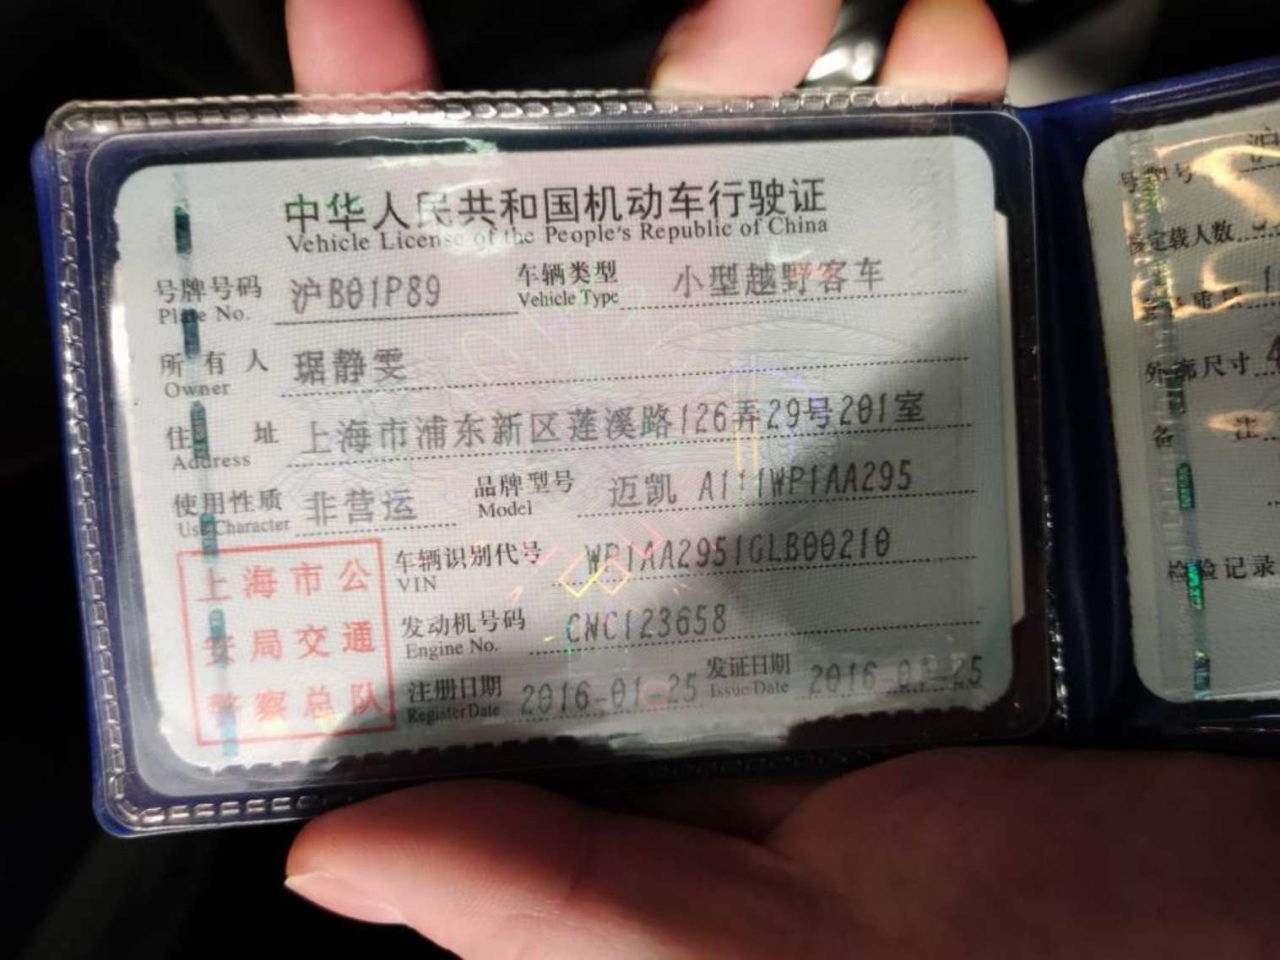 中华人民共和国机动车行驶证
Vehicle License of the People's Republic of China
号牌号码 沪B01P89 车辆类型 小型越野客车
Plate No. Vehicle Type
所有人 琚静雯
Owner
住址 上海市浦东新区莲溪路126弄29号201室
Address
使用性质 非营运 品牌型号 迈凯 A111WP1AA295
Use Character Model
车辆识别代号 WP1AA2951GLB00210
VIN
发动机号码 CWC123658
Engine No.
注册日期 2016-01-25 发证日期 2016-01-25
Register Date Issue Date
上海市公
安局交通
警察总队
号牌号 沪
定载人数
质量
外廓尺寸
备注
检验记录